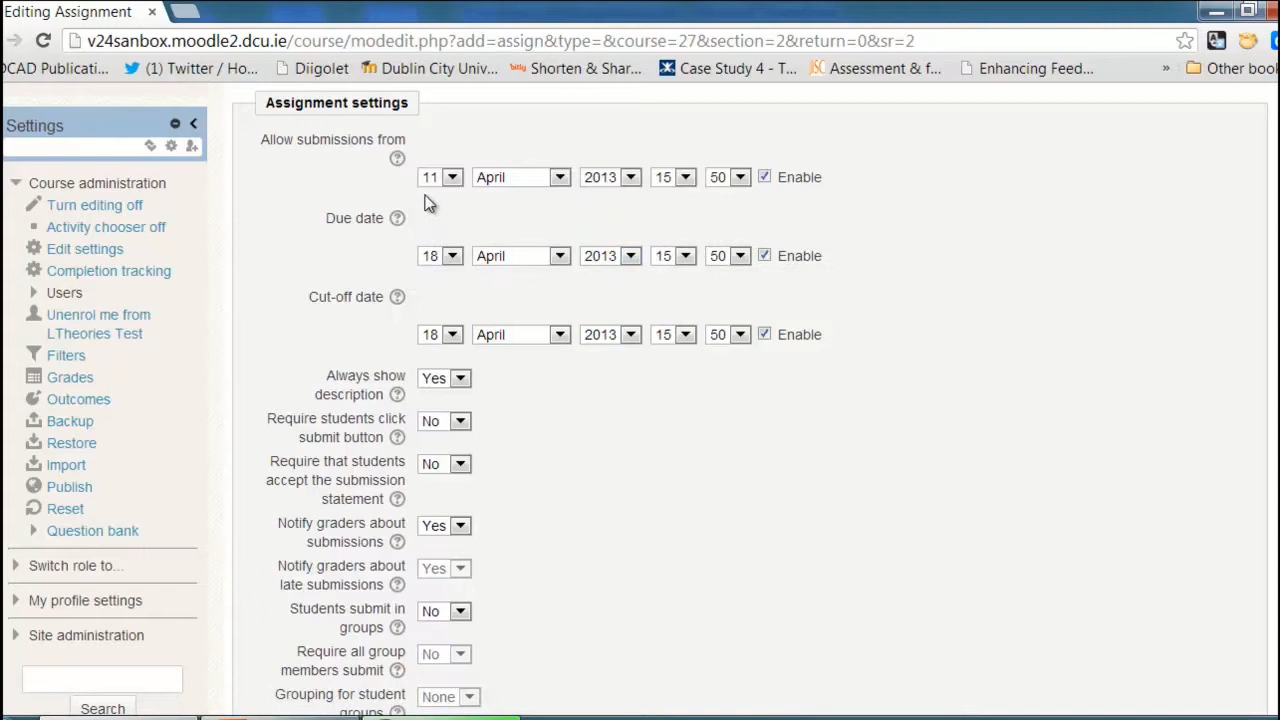 Editing Assignment ×
v24sanbox.moodle2.dcu.ie/course/modedit.php?add=assign&type=&course=27&section=2&return=0&sr=2
OCAD Publicati... (1) Twitter / Ho... Diigolet Dublin City Univ... bitly Shorten & Shar... Case Study 4 - T... Assessment & f... Enhancing Feed... » Other book
Assignment settings
Settings
Allow submissions from
11 April 2013 15 50 Enable
Course administration
Turn editing off
Due date
Activity chooser off
Edit settings
18 April 2013 15 50 Enable
Completion tracking
Users
Cut-off date
Unenrol me from
LTheories Test
18 April 2013 15 50 Enable
Filters
Grades
Always show
description Yes
Outcomes
Backup
Require students click
submit button No
Restore
Import
Require that students
accept the submission
statement No
Publish
Reset
Question bank
Notify graders about
submissions Yes
Switch role to...
Notify graders about
late submissions Yes
My profile settings
Students submit in
groups No
Site administration
Require all group
members submit No
Grouping for student
groups None
Search